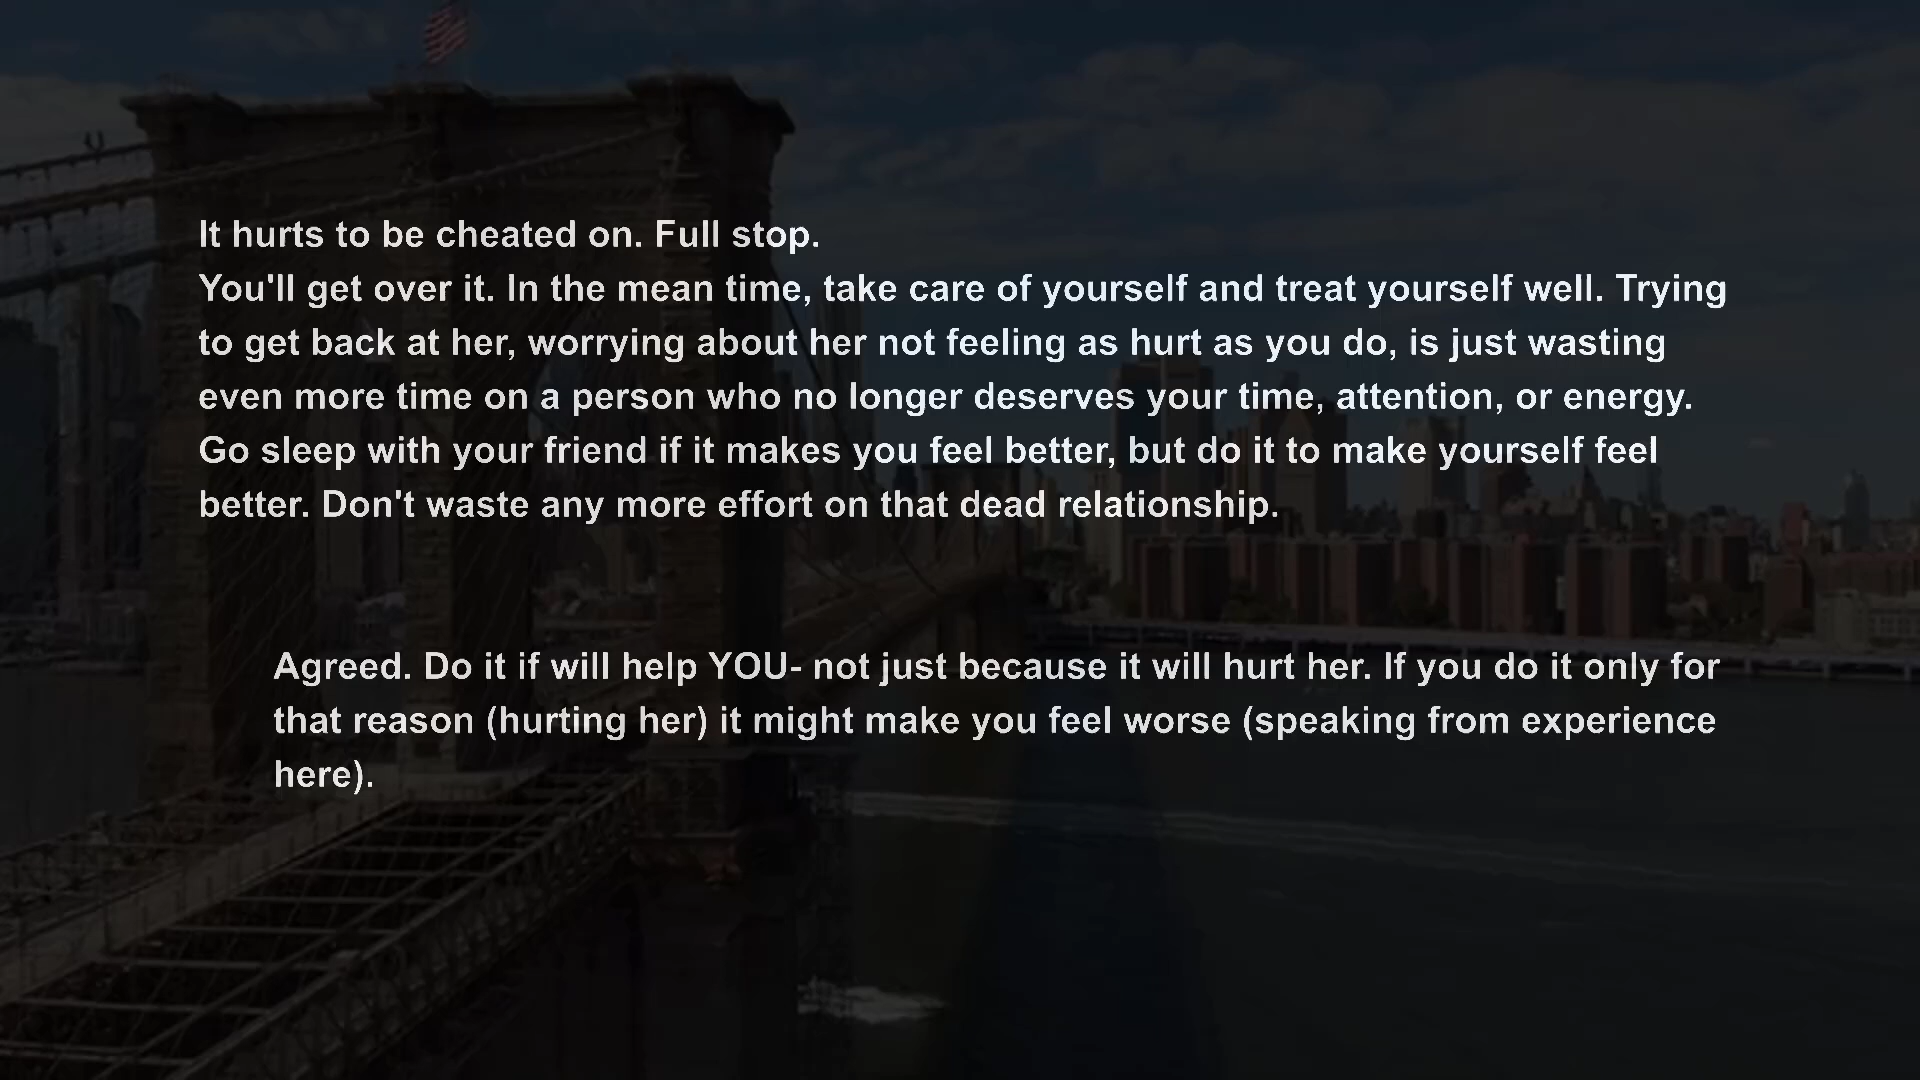 It hurts to be cheated on. Full stop.
You'll get over it. In the mean time, take care of yourself and treat yourself well. Trying
to get back at her, worrying about her not feeling as hurt as you do, is just wasting
even more time on a person who no longer deserves your time, attention, or energy.
Go sleep with your friend if it makes you feel better, but do it to make yourself feel
better. Don't waste any more effort on that dead relationship.
Agreed. Do it if will help YOU- not just because it will hurt her. If you do it only for
that reason (hurting her) it might make you feel worse (speaking from experience
here).